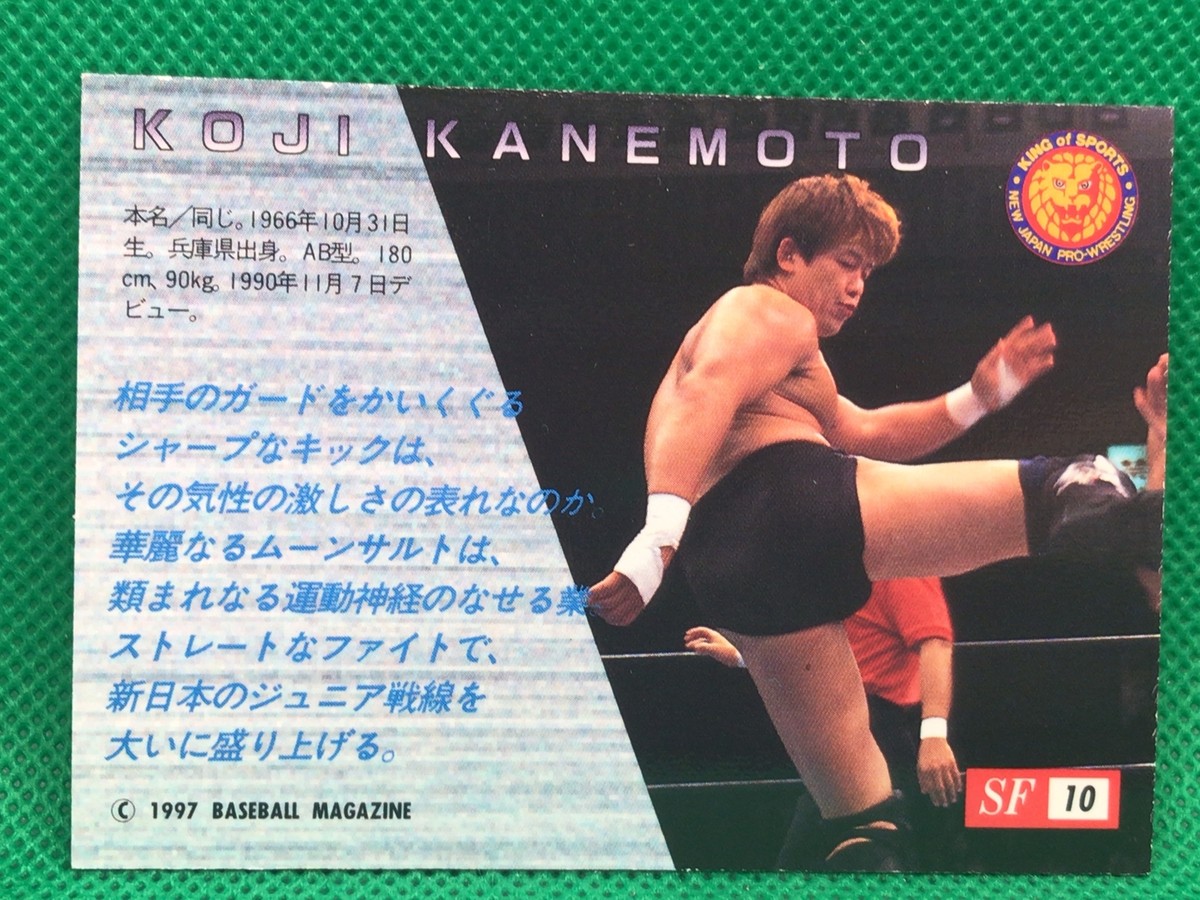 KOJI KANEMOTO
KING of SPORTS
NEW JAPAN PRO-WRESTLING
本名／同じ。1966年10月31日
生。兵庫県出身。AB型。180
cm、90kg。1990年11月7日デ
ビュー。
相手のガードをかいくぐる
シャープなキックは、
その気性の激しさの表れなのか。
華麗なるムーンサルトは、
類まれなる運動神経のなせる業。
ストレートなファイトで、
新日本のジュニア戦線を
大いに盛り上げる。
© 1997 BASEBALL MAGAZINE
SF 10